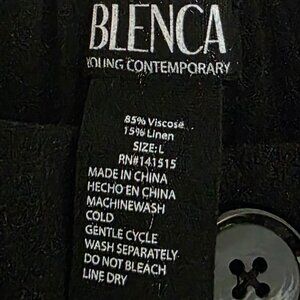 BLENCA
YOUNG CONTEMPORARY
85% Viscose
15% Linen
SIZE: L
RN#141515
MADE IN CHINA
HECHO EN CHINA
MACHINEWASH
COLD
GENTLE CYCLE
WASH SEPARATELY
DO NOT BLEACH
LINE DRY